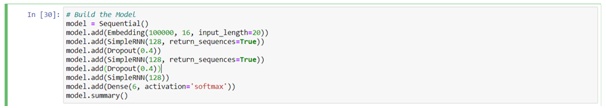 In [30]: # Build the Model
model = Sequential()
model.add(Embedding(100000, 16, input_length=20))
model.add(SimpleRNN(128, return_sequences=True))
model.add(Dropout(0.4))
model.add(SimpleRNN(128, return_sequences=True))
model.add(Dropout(0.4))
model.add(SimpleRNN(128))
model.add(Dense(6, activation='softmax'))
model.summary()